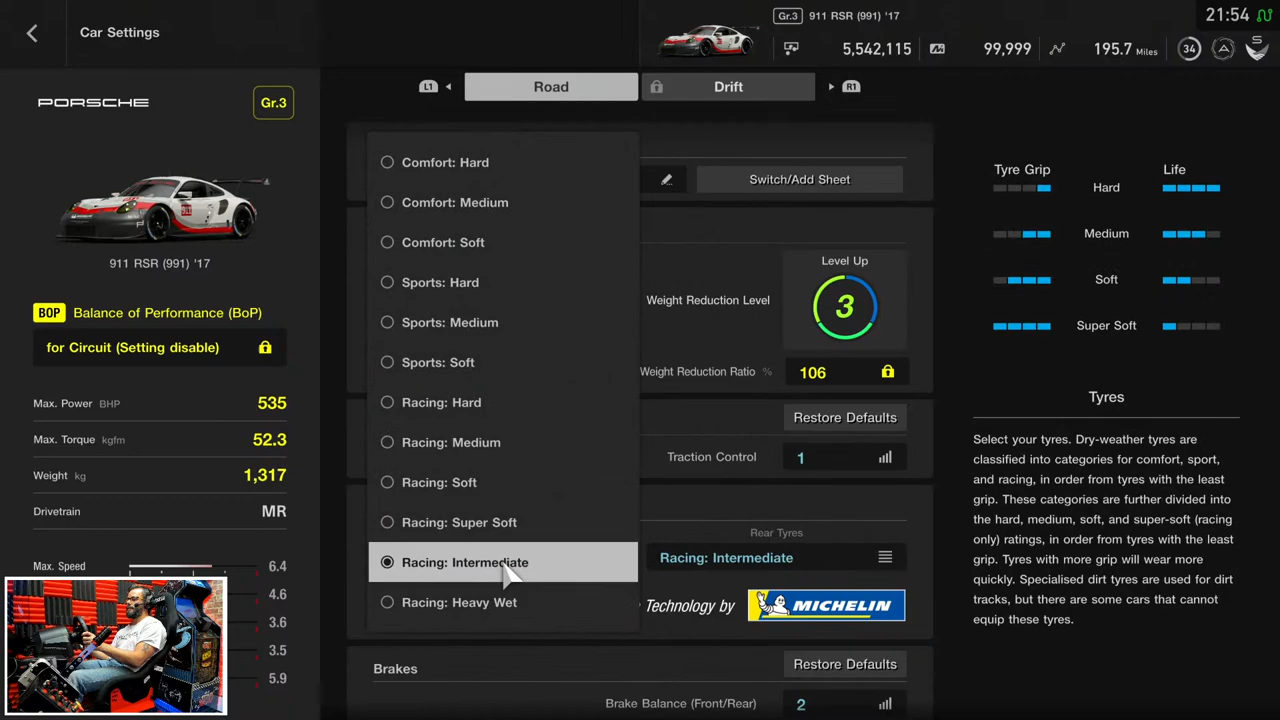 Car Settings
Gr.3 911 RSR (991) '17
5,542,115
99,999
195.7 Miles
34
A
S
21:54
L1 Road Drift R1
PORSCHE
Gr.3
911
911 RSR (991) '17
BOP Balance of Performance (BoP)
for Circuit (Setting disable)
Max. Power BHP 535
Max. Torque kgfm 52.3
Weight kg 1,317
Drivetrain MR
Max. Speed 6.4
4.6
3.6
3.5
5.9
Comfort: Hard
Comfort: Medium
Comfort: Soft
Sports: Hard
Sports: Medium
Sports: Soft
Racing: Hard
Racing: Medium
Racing: Soft
Racing: Super Soft
Racing: Intermediate
Racing: Heavy Wet
Switch/Add Sheet
Level Up
Weight Reduction Level 3
Weight Reduction Ratio % 106
Restore Defaults
Traction Control 1
Rear Tyres
Racing: Intermediate
Technology by MICHELIN
Brakes Restore Defaults
Brake Balance (Front/Rear) 2
Tyre Grip Life
Hard
Medium
Soft
Super Soft
Tyres
Select your tyres. Dry-weather tyres are
classified into categories for comfort, sport,
and racing, in order from tyres with the least
grip. These categories are further divided into
the hard, medium, soft, and super-soft (racing
only) ratings, in order from tyres with the least
grip. Tyres with more grip will wear more
quickly. Specialised dirt tyres are used for dirt
tracks, but there are some cars that cannot
equip these tyres.